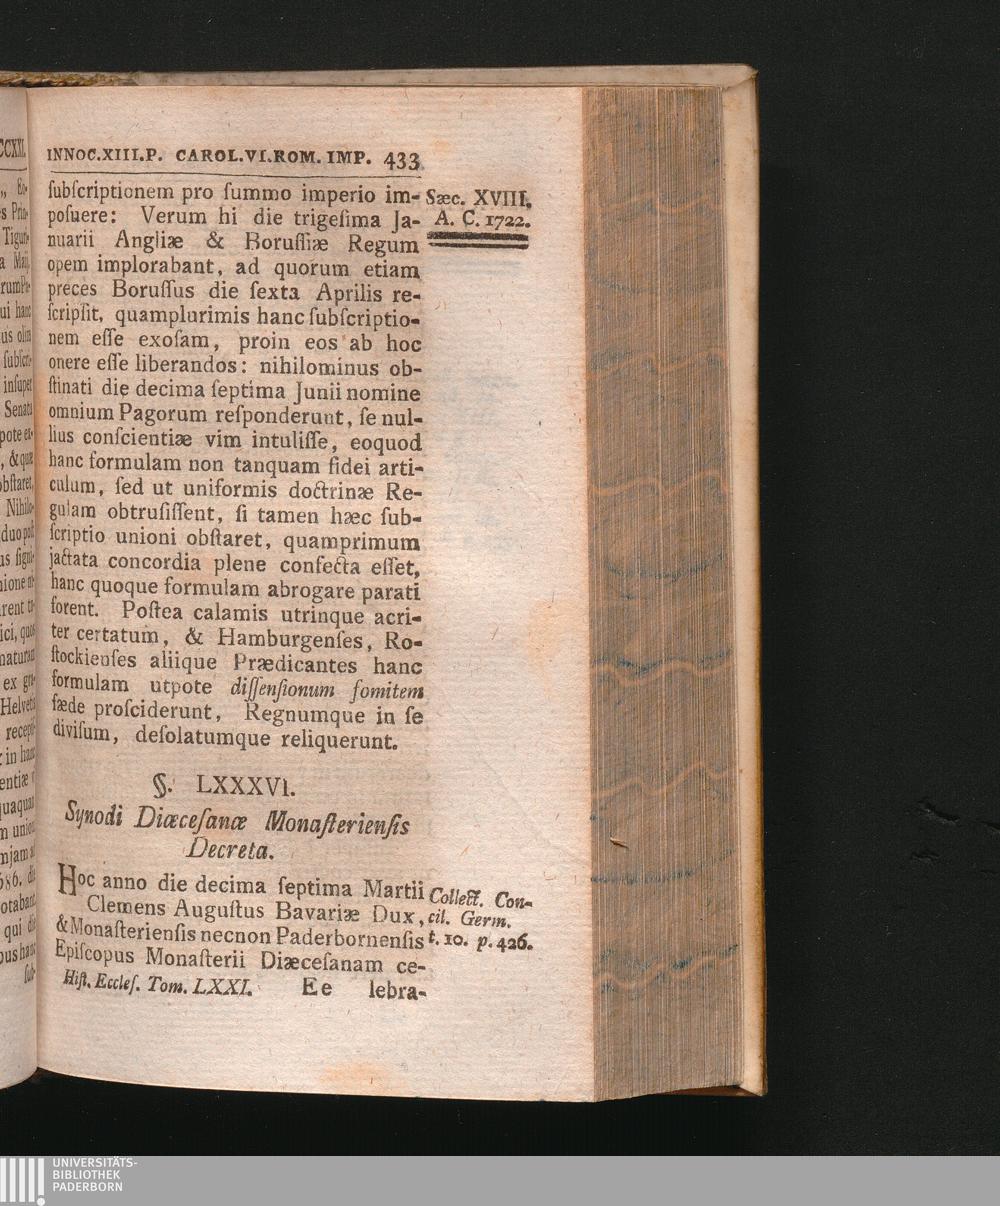 INNOC.XIII.P. CAROL.VI.ROM. IMP. 433
ſubſcriptionem pro ſummo imperio im-
poſuere: Verum hi die trigeſima Ja-
nuarii Angliæ & Boruſſiæ Regum
opem implorabant, ad quorum etiam
preces Boruſſus die ſexta Aprilis re-
ſcripſit, quamplurimis hanc ſubſcriptio-
nem eſſe exoſam, proin eos ab hoc
onere eſſe liberandos: nihilominus ob-
ſtinati die decima ſeptima Junii nomine
omnium Pagorum reſponderunt, ſe nul-
lius conſcientiæ vim intuliſſe, eoquod
hanc formulam non tanquam fidei arti-
culum, ſed ut uniformis doctrinæ Re-
gulam obtruſiſſent, ſi tamen hæc ſub-
ſcriptio unioni obſtaret, quamprimum
jactata concordia plene confecta eſſet,
hanc quoque formulam abrogare parati
forent. Poſtea calamis utrinque acri-
ter certatum, & Hamburgenſes, Ro-
ſtockienſes aliique Prædicantes hanc
formulam utpote diſſenſionum fomitem
fæde proſciderunt, Regnumque in ſe
diviſum, deſolatumque reliquerunt.
Sæc. XVIII.
A. C. 1722.
§. LXXXVI.
Synodi Diœceſanæ Monaſterienſis
Decreta.
Hoc anno die decima ſeptima Martii
Clemens Auguſtus Bavariæ Dux,
& Monaſterienſis necnon Paderbornenſis
Epiſcopus Monaſterii Diæceſanam ce-
Collect. Con-
cil. Germ.
t. 10. p. 426.
Hiſt. Eccleſ. Tom. LXXI. Ee lebra-
UNIVERSITÄTS-
BIBLIOTHEK
PADERBORN